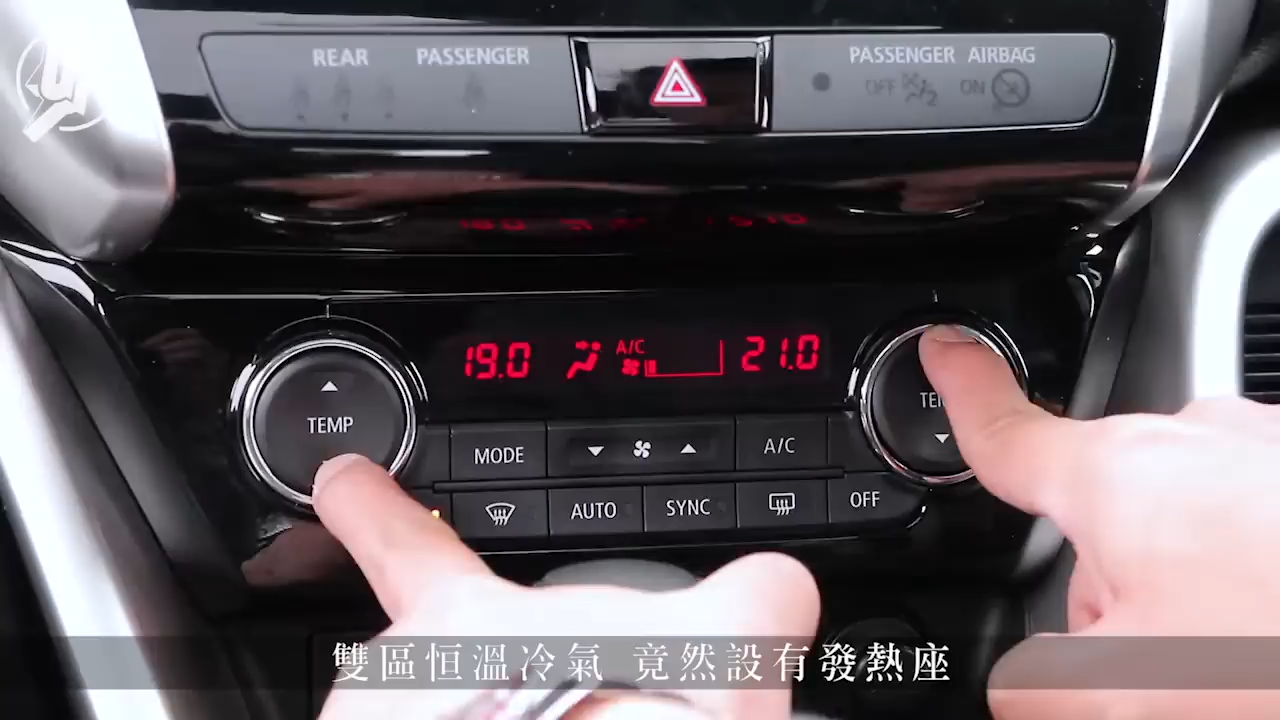 REAR PASSENGER PASSENGER AIRBAG
OFF ON
19.0 A/C 21.0
TEMP
MODE A/C
AUTO SYNC OFF
雙區恒溫冷氣 竟然設有發熱座